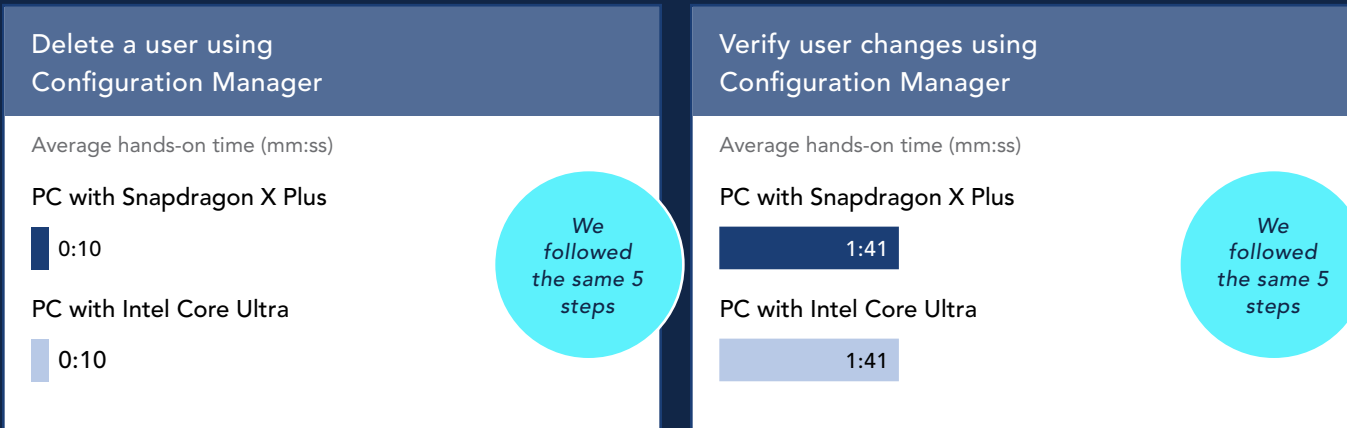 Delete a user using
Configuration Manager
Average hands-on time (mm:ss)
PC with Snapdragon X Plus
0:10
PC with Intel Core Ultra
0:10
We
followed
the same 5
steps
Verify user changes using
Configuration Manager
Average hands-on time (mm:ss)
PC with Snapdragon X Plus
1:41
PC with Intel Core Ultra
1:41
We
followed
the same 5
steps